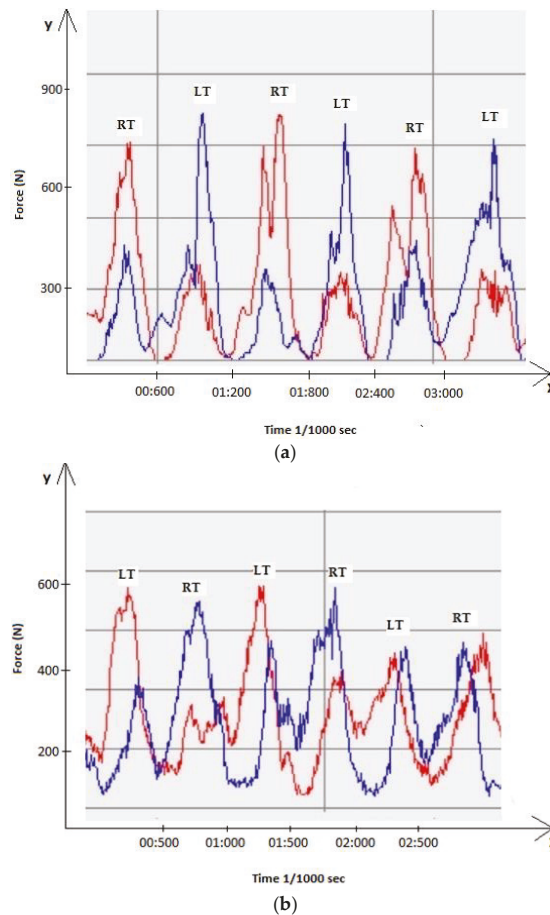 y
900
LT
RT
LT
RT
RT
LT
600
Force (N)
300
00:600 01:200 01:800 02:400 03:000
Time 1/1000 sec
(a)
y
600
LT RT LT RT
LT RT
Force (N)
400
200
00:500 01:000 01:500 02:000 02:500
Time 1/1000 sec
(b)